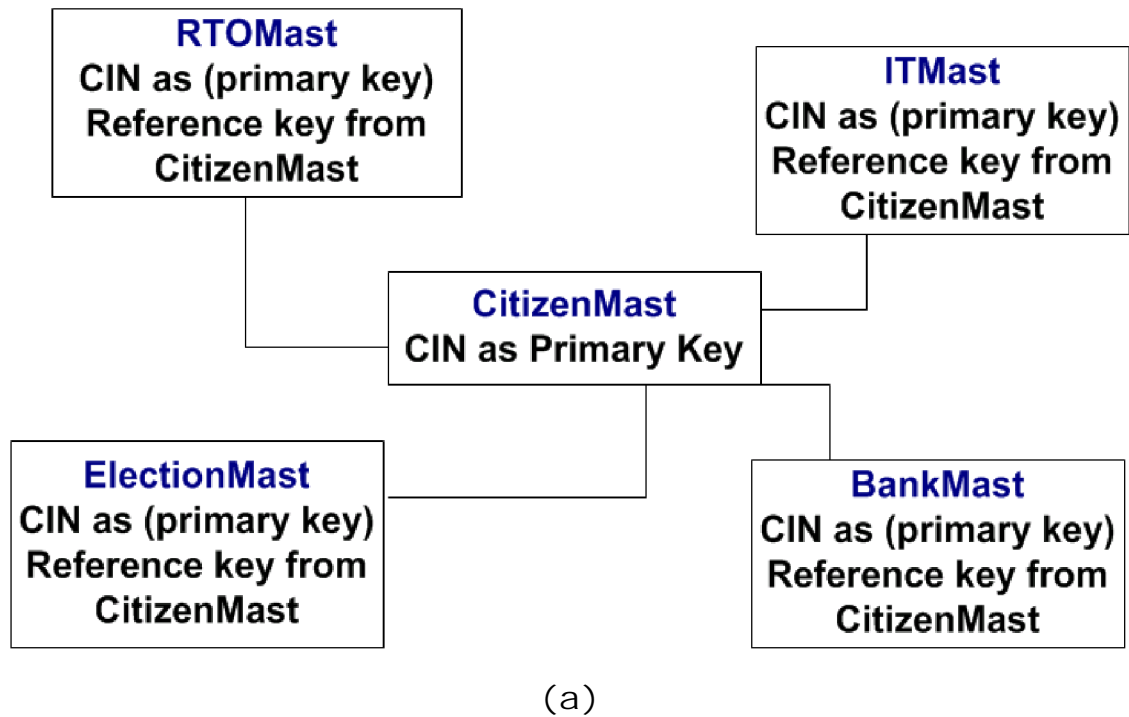 RTOMast
CIN as (primary key)
Reference key from
CitizenMast
ITMast
CIN as (primary key)
Reference key from
CitizenMast
CitizenMast
CIN as Primary Key
ElectionMast
CIN as (primary key)
Reference key from
CitizenMast
BankMast
CIN as (primary key)
Reference key from
CitizenMast
(a)